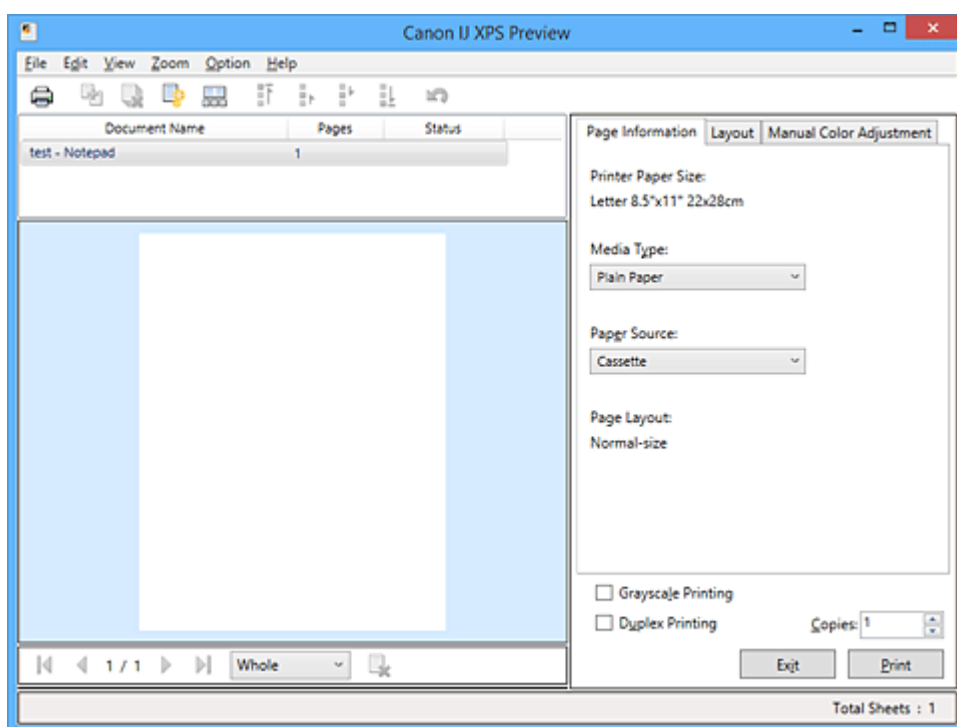 Canon IJ XPS Preview
File Edit View Zoom Option Help
Document Name Pages Status
test - Notepad 1
Page Information Layout Manual Color Adjustment
Printer Paper Size:
Letter 8.5"x11" 22x28cm
Media Type:
Plain Paper
Paper Source:
Cassette
Page Layout:
Normal-size
Grayscale Printing
Duplex Printing Copies: 1
1 / 1 Whole Exit Print
Total Sheets : 1